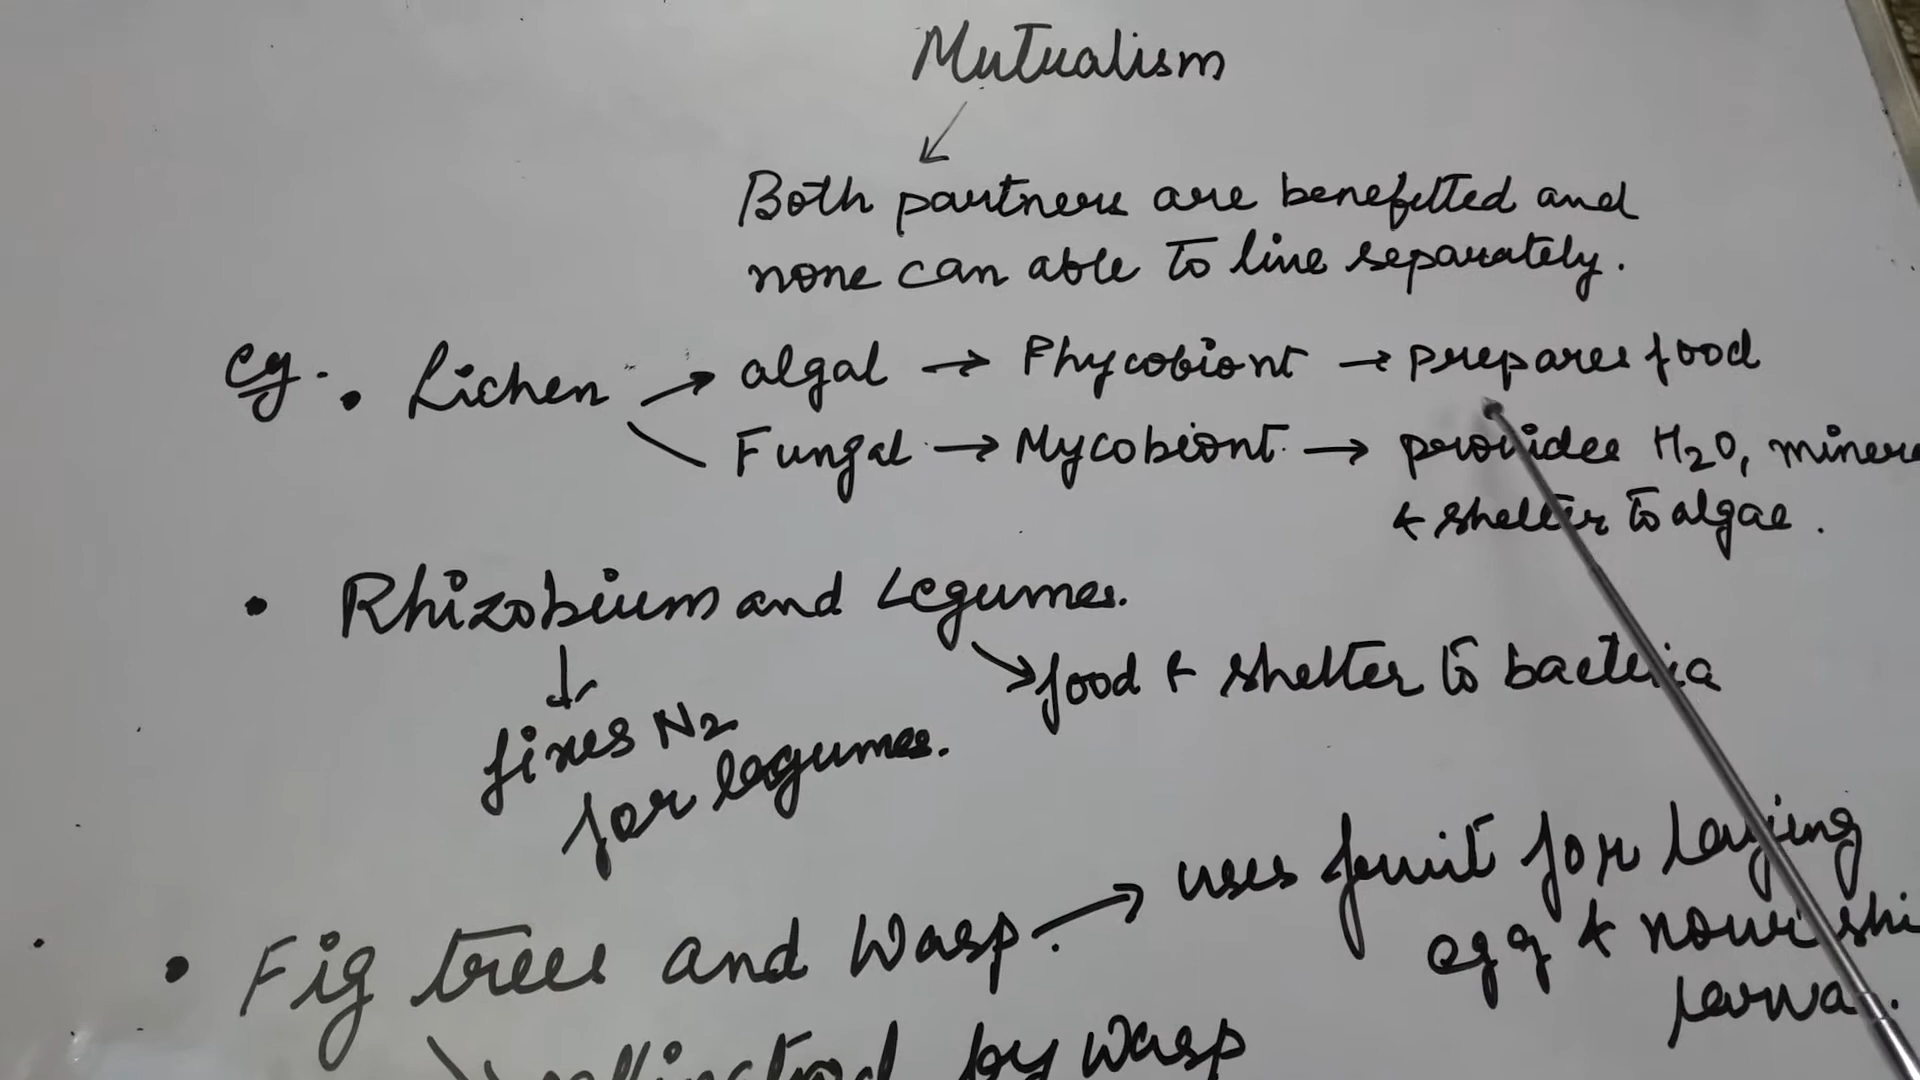 Mutualism
Both partners are benefitted and
none can able to live separately.
eg. • Lichen → algal → Phycobiont → prepares food
Fungal → Mycobiont → provides H2O, minera
& shelter to algae.
• Rhizobium and Legumes.
→ food & shelter to bacteria
↓ fixes N2
for legumes.
• Fig trees and Wasp. → uses fruit for laying
egg & nourishi
larva.
by wasp